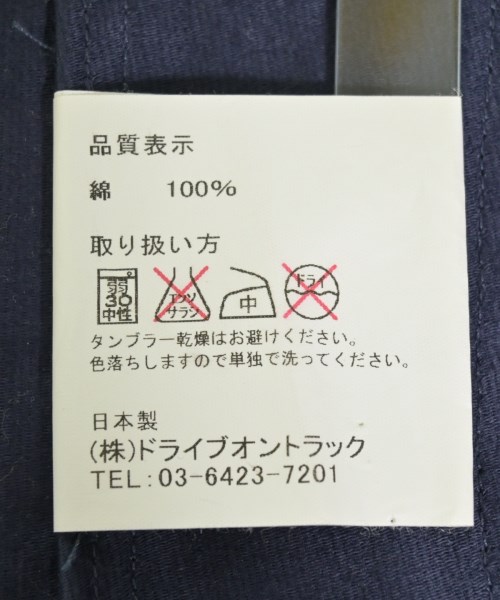 品質表示
綿 100%
取り扱い方
弱
30
中性
エンソ
サラシ
中
ドライ
タンブラー乾燥はお避けください。
色落ちしますので単独で洗ってください。
日本製
(株)ドライブオントラック
TEL:03-6423-7201